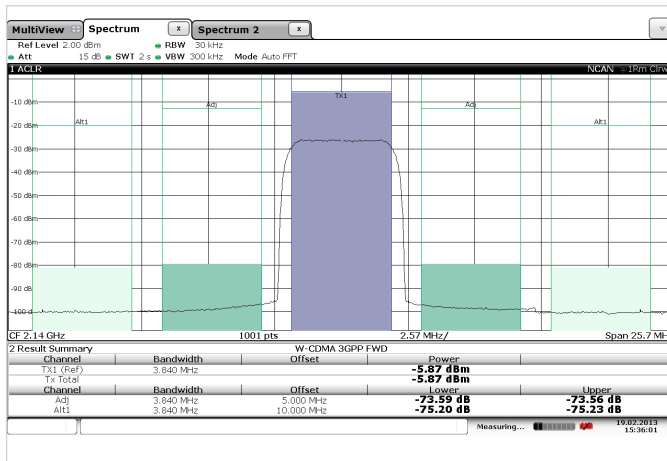 MultiView Spectrum x Spectrum 2 x
Ref Level 2.00 dBm RBW 30 kHz
Att 15 dB SWT 2 s VBW 300 kHz Mode Auto FFT
1 ACLR NCAN 1Rm Clrw
TX1
-10 dBm Adj Adj
-20 dBm Alt1 Alt1
-30 dBm
-40 dBm
-50 dBm
-60 dBm
-70 dBm
-80 dBm
-90 dBm
-100 d
CF 2.14 GHz 1001 pts 2.57 MHz/ Span 25.7 MH
2 Result Summary W-CDMA 3GPP FWD
Channel Bandwidth Offset Power
TX1 (Ref) 3.840 MHz -5.87 dBm
Tx Total -5.87 dBm
Channel Bandwidth Offset Lower Upper
Adj 3.840 MHz 5.000 MHz -73.59 dB -73.56 dB
Alt1 3.840 MHz 10.000 MHz -75.20 dB -75.23 dB
Measuring... 19.02.2013
15:36:01